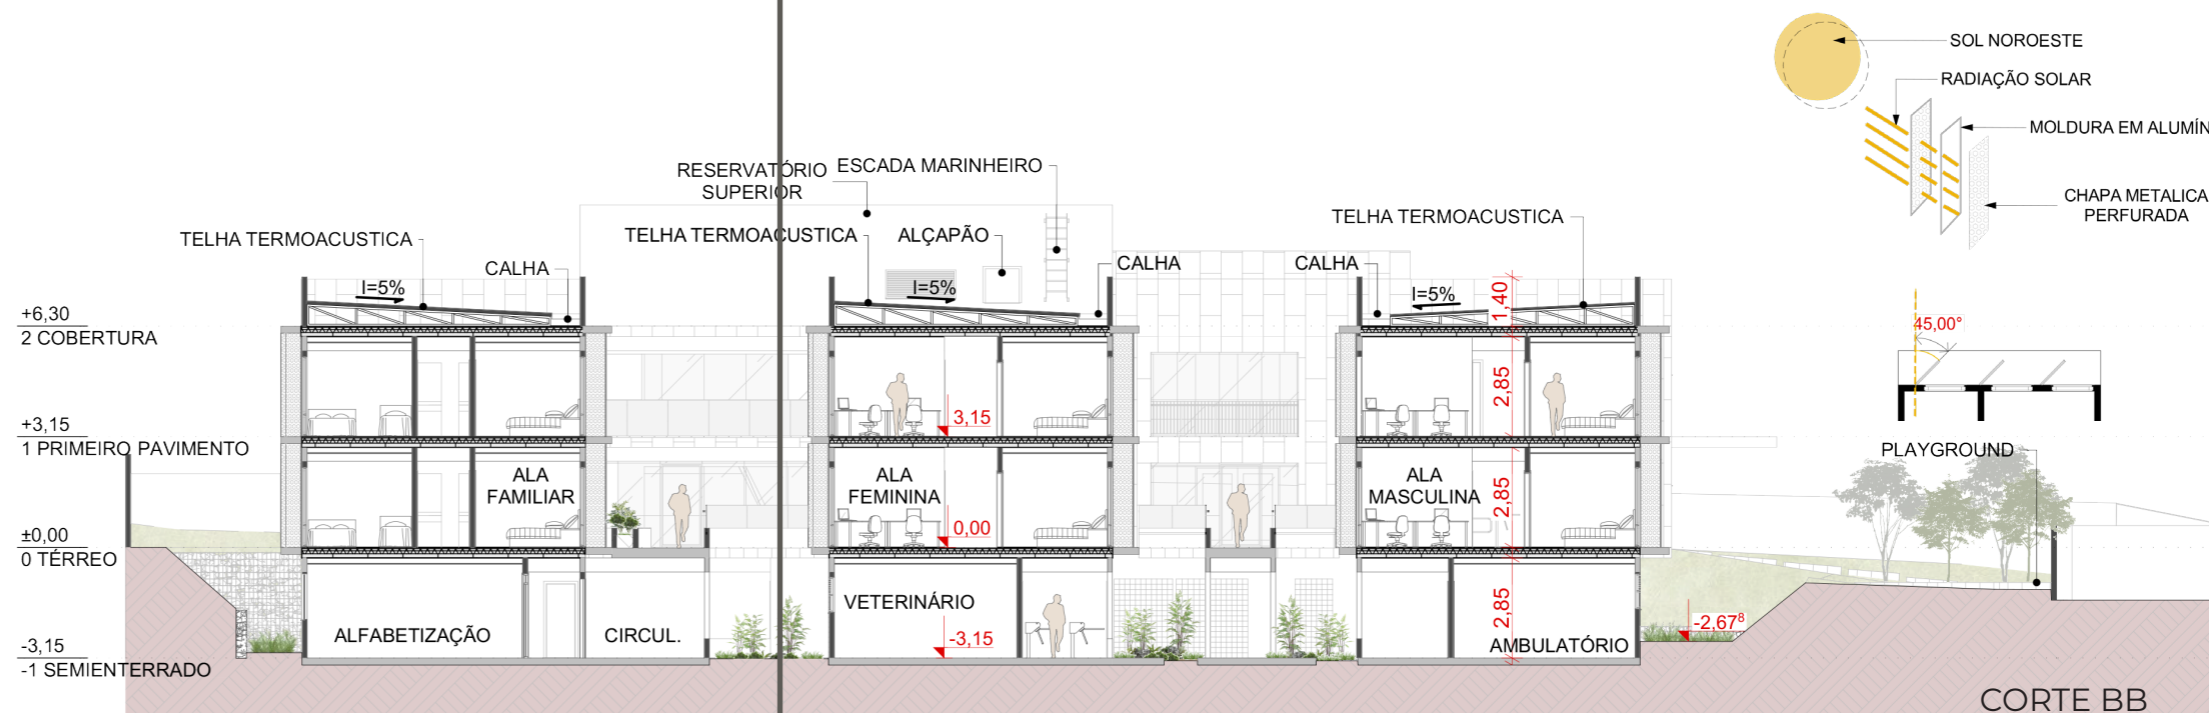 SOL NOROESTE
RADIAÇÃO SOLAR
MOLDURA EM ALUMÍN
CHAPA METALICA
PERFURADA
RESERVATÓRIO
SUPERIOR
ESCADA MARINHEIRO
TELHA TERMOACUSTICA
TELHA TERMOACUSTICA
ALÇAPÃO
TELHA TERMOACUSTICA
CALHA
CALHA
CALHA
I=5%
I=5%
I=5%
1,40
+6,30
2 COBERTURA
45,00°
2,85
3,15
+3,15
1 PRIMEIRO PAVIMENTO
PLAYGROUND
ALA
FAMILIAR
ALA
FEMININA
ALA
MASCULINA
2,85
0,00
±0,00
0 TÉRREO
2,85
VETERINÁRIO
ALFABETIZAÇÃO
CIRCUL.
-3,15
AMBULATÓRIO
-2,67⁸
-3,15
-1 SEMIENTERRADO
CORTE BB